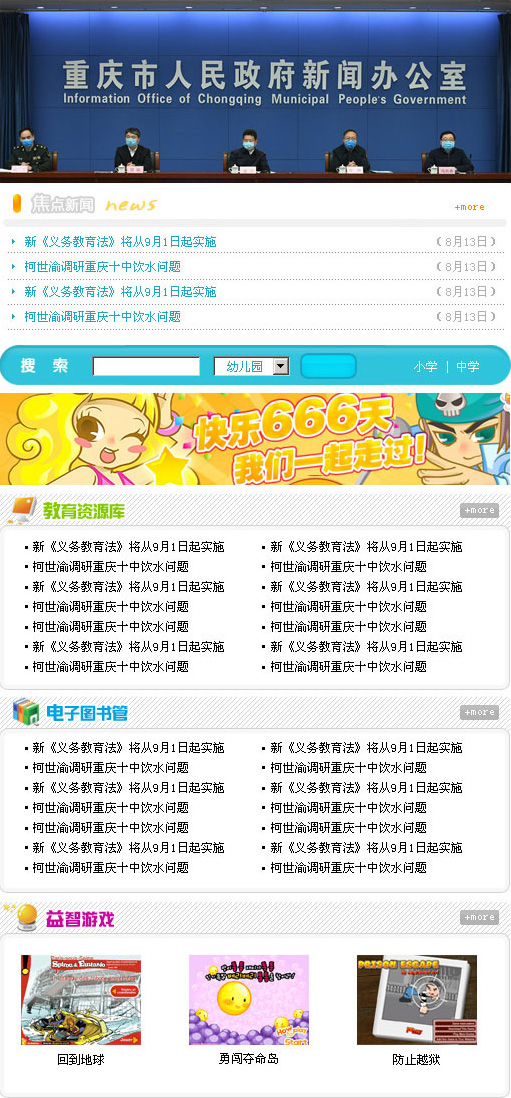 重庆市人民政府新闻办公室
Information Office of Chongqing Municipal People's Government
焦点新闻 news +more
新《义务教育法》将从9月1日起实施 (8月13日)
柯世渝调研重庆十中饮水问题 (8月13日)
新《义务教育法》将从9月1日起实施 (8月13日)
柯世渝调研重庆十中饮水问题 (8月13日)
搜 索 幼儿园 小学 | 中学
快乐666天
我们一起走过!
教育资源库 +more
新《义务教育法》将从9月1日起实施 新《义务教育法》将从9月1日起实施
柯世渝调研重庆十中饮水问题 柯世渝调研重庆十中饮水问题
新《义务教育法》将从9月1日起实施 新《义务教育法》将从9月1日起实施
柯世渝调研重庆十中饮水问题 柯世渝调研重庆十中饮水问题
柯世渝调研重庆十中饮水问题 柯世渝调研重庆十中饮水问题
新《义务教育法》将从9月1日起实施 新《义务教育法》将从9月1日起实施
柯世渝调研重庆十中饮水问题 柯世渝调研重庆十中饮水问题
电子图书管 +more
新《义务教育法》将从9月1日起实施 新《义务教育法》将从9月1日起实施
柯世渝调研重庆十中饮水问题 柯世渝调研重庆十中饮水问题
新《义务教育法》将从9月1日起实施 新《义务教育法》将从9月1日起实施
柯世渝调研重庆十中饮水问题 柯世渝调研重庆十中饮水问题
柯世渝调研重庆十中饮水问题 柯世渝调研重庆十中饮水问题
新《义务教育法》将从9月1日起实施 新《义务教育法》将从9月1日起实施
柯世渝调研重庆十中饮水问题 柯世渝调研重庆十中饮水问题
益智游戏 +more
Spirou & Fantasio
PRISON ESCAPE
How play
Start
Play
回到地球 勇闯夺命岛 防止越狱